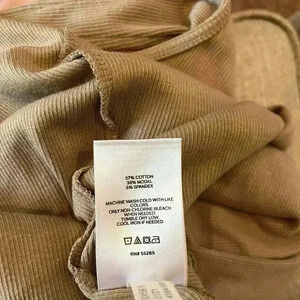 57% COTTON
38% MODAL
5% SPANDEX
MACHINE WASH COLD WITH LIKE
COLORS.
ONLY NON-CHLORINE BLEACH
WHEN NEEDED.
TUMBLE DRY LOW.
COOL IRON IF NEEDED.
RN# 55285